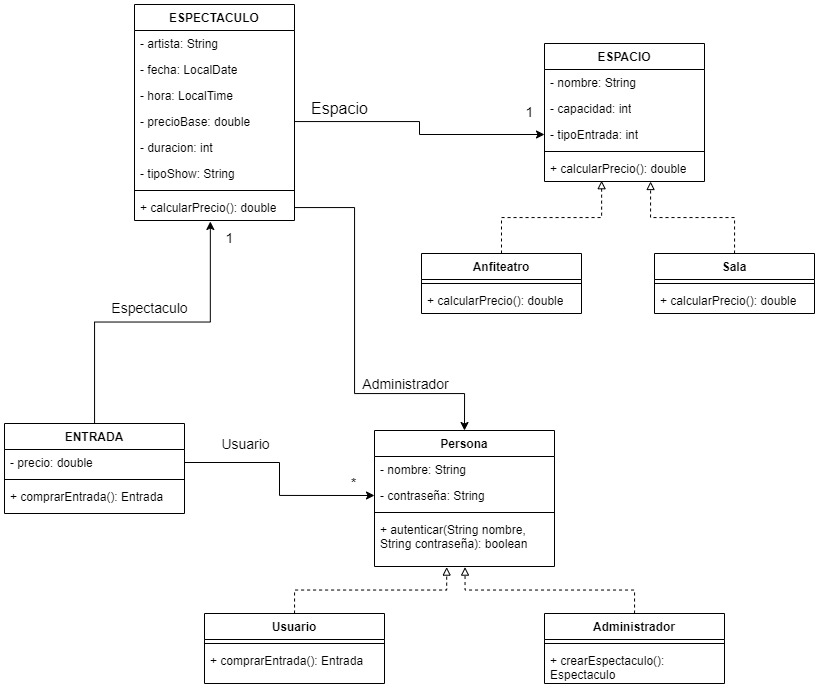 ESPECTACULO
- artista: String
- fecha: LocalDate
- hora: LocalTime
- precioBase: double
- duracion: int
- tipoShow: String
+ calcularPrecio(): double
Espacio
1
ESPACIO
- nombre: String
- capacidad: int
- tipoEntrada: int
+ calcularPrecio(): double
1
Anfiteatro
+ calcularPrecio(): double
Sala
+ calcularPrecio(): double
Espectaculo
Administrador
ENTRADA
- precio: double
+ comprarEntrada(): Entrada
Usuario
*
Persona
- nombre: String
- contraseña: String
+ autenticar(String nombre,
String contraseña): boolean
Usuario
+ comprarEntrada(): Entrada
Administrador
+ crearEspectaculo():
Espectaculo